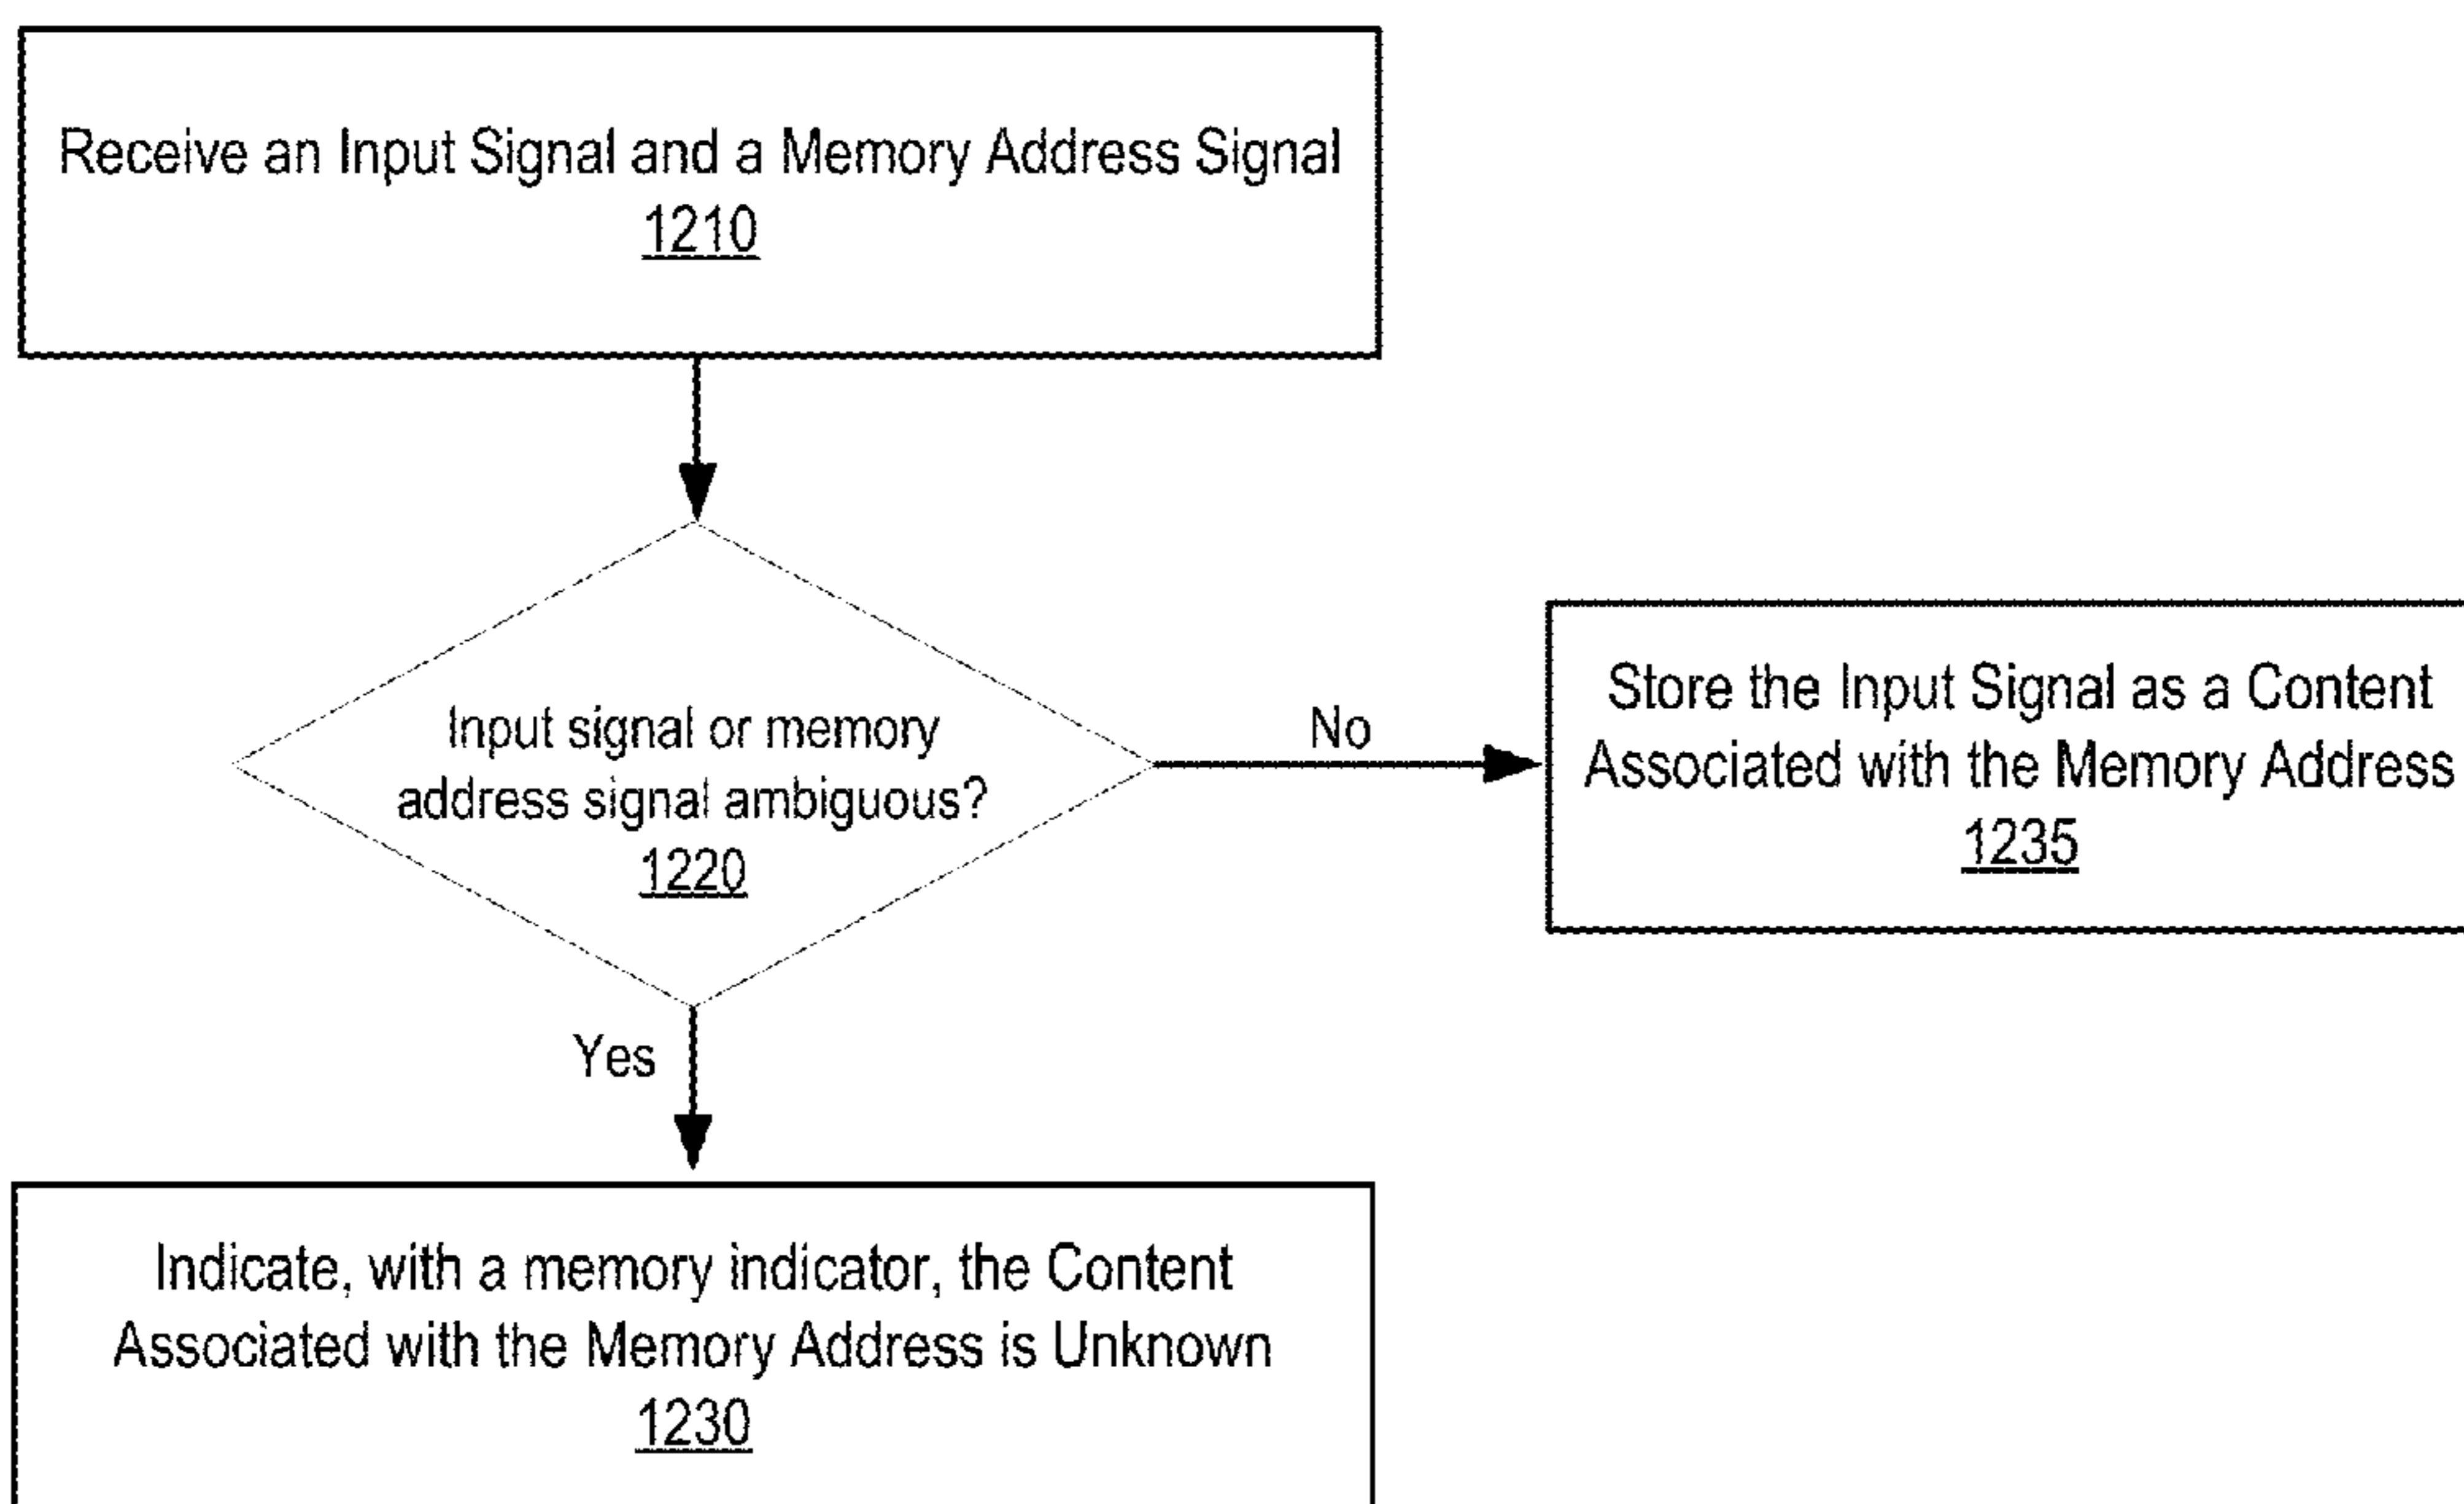 Receive an Input Signal and a Memory Address Signal
1210
Input signal or memory
address signal ambiguous?
1220
No
Store the Input Signal as a Content
Associated with the Memory Address
1235
Yes
Indicate, with a memory indicator, the Content
Associated with the Memory Address is Unknown
1230